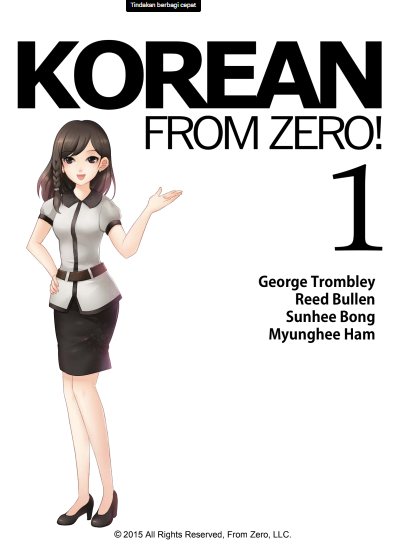 Tindakan berbagi cepat
KOREAN
FROM ZERO!
1
George Trombley
Reed Bullen
Sunhee Bong
Myunghee Ham
© 2015 All Rights Reserved, From Zero, LLC.